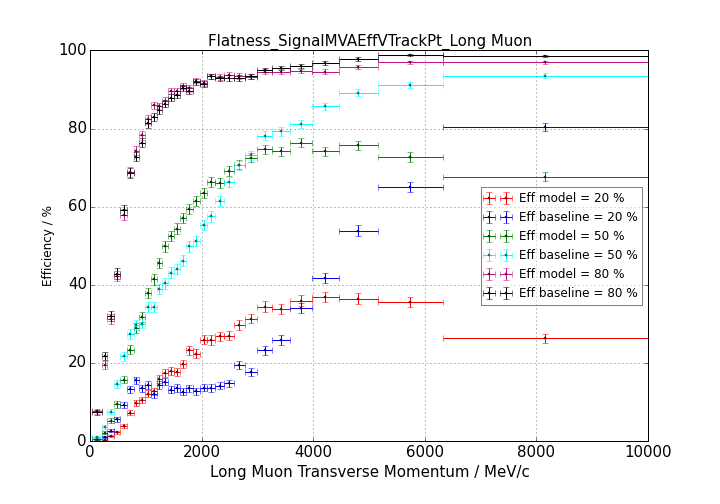 Flatness_SignalMVAEffVTrackPt_Long Muon
100
80
60
40
20
0
Efficiency / %
Eff model = 20 %
Eff baseline = 20 %
Eff model = 50 %
Eff baseline = 50 %
Eff model = 80 %
Eff baseline = 80 %
0 2000 4000 6000 8000 10000
Long Muon Transverse Momentum / MeV/c